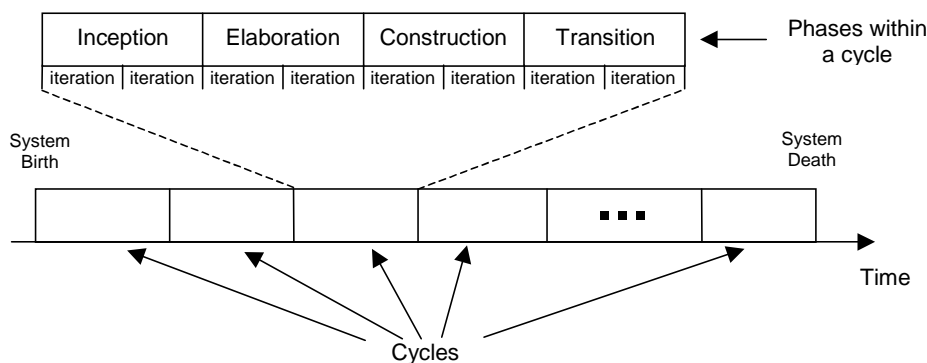 Inception Elaboration Construction Transition
Phases within
a cycle
iteration iteration iteration iteration iteration iteration iteration iteration
System
Birth
System
Death
Time
Cycles